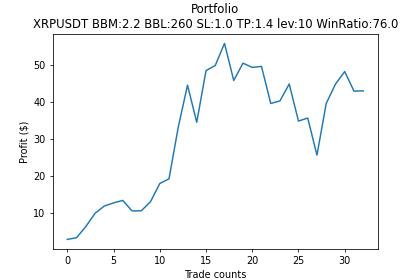 Portfolio
XRPUSDT BBM:2.2 BBL:260 SL:1.0 TP:1.4 lev:10 WinRatio:76.0
50
40
30
20
10
Profit ($)
0 5 10 15 20 25 30
Trade counts